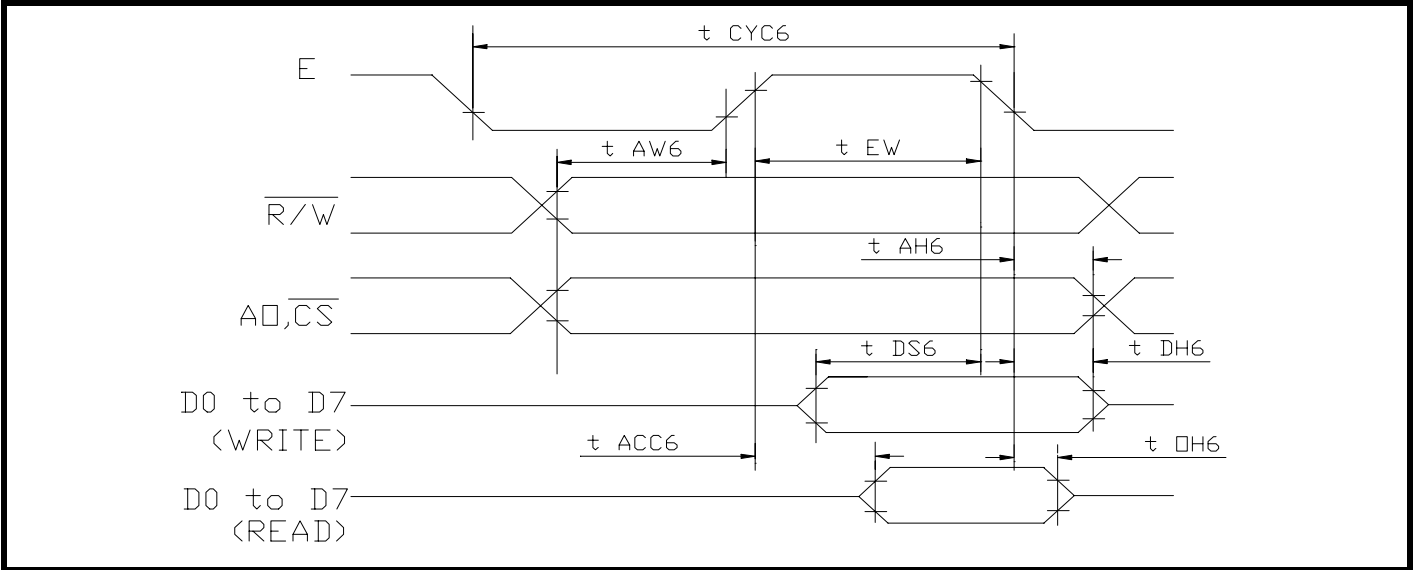 t CYC6
E
t AW6
t EW
R/W
t AH6
A0,CS
t DS6
t DH6
D0 to D7
(WRITE)
t ACC6
t OH6
D0 to D7
(READ)